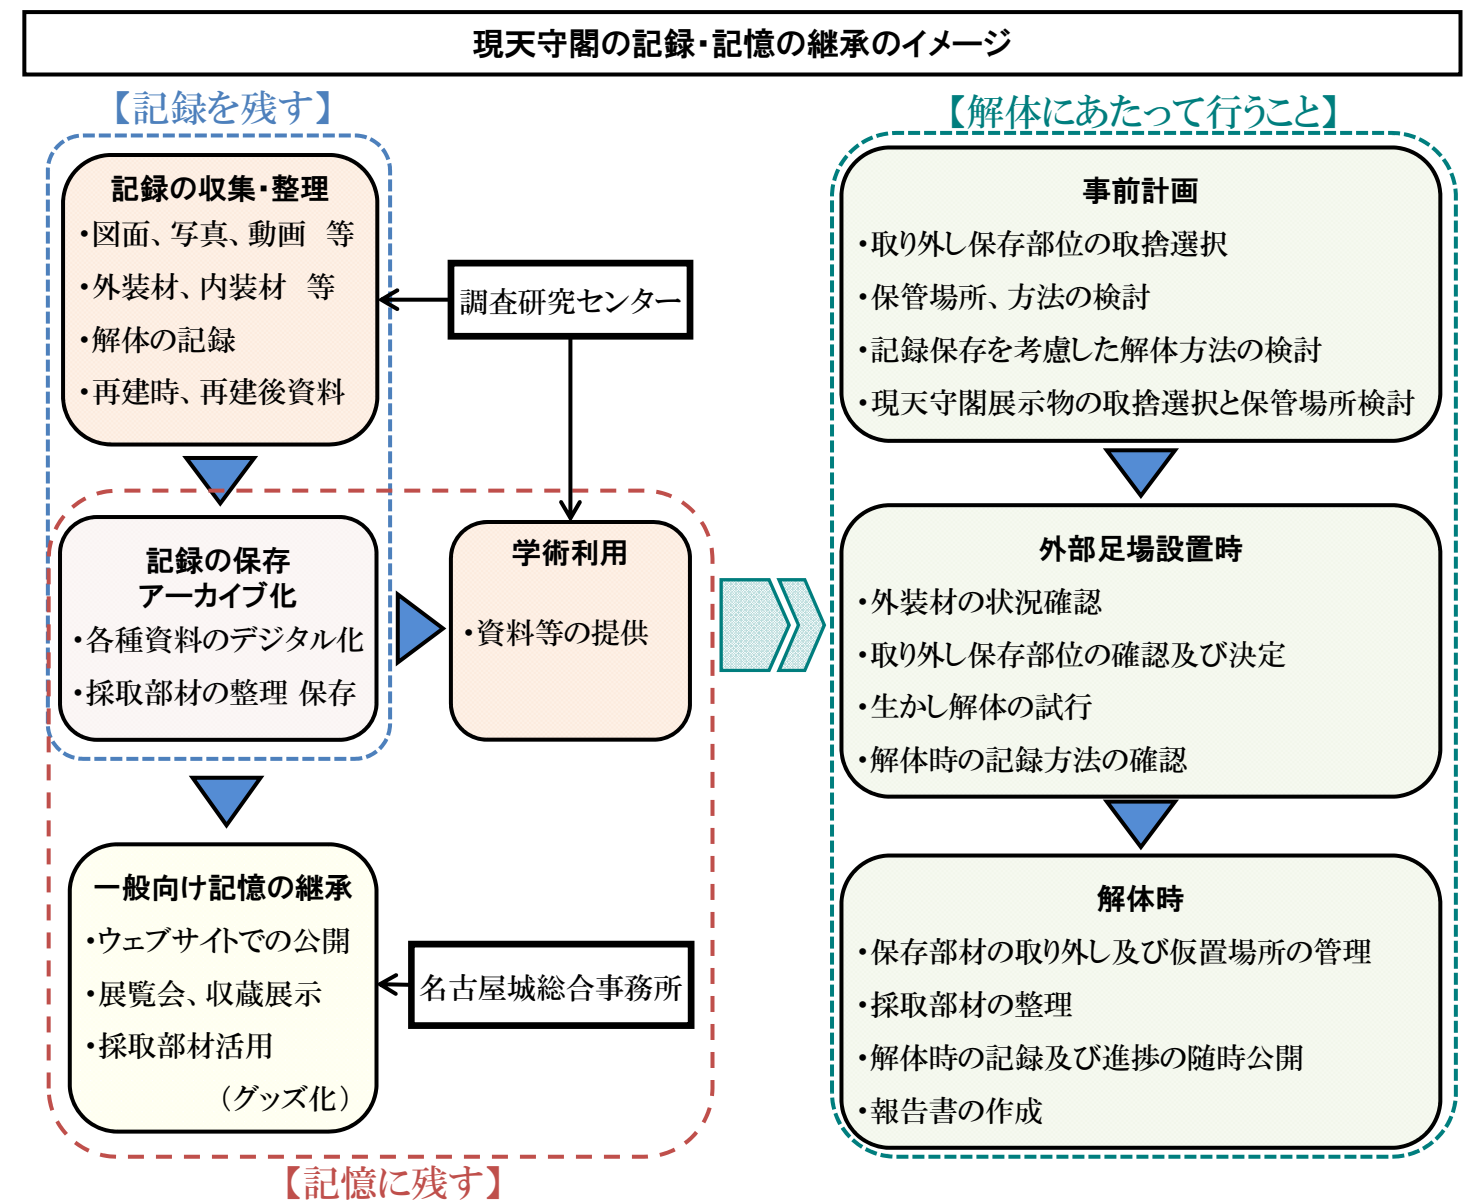 現天守閣の記録・記憶の継承のイメージ
【記録を残す】
記録の収集・整理
・図面、写真、動画　等
・外装材、内装材　等
・解体の記録
・再建時、再建後資料
調査研究センター
記録の保存
アーカイブ化
・各種資料のデジタル化
・採取部材の整理 保存
学術利用
・資料等の提供
一般向け記憶の継承
・ウェブサイトでの公開
・展覧会、収蔵展示
・採取部材活用
（グッズ化）
名古屋城総合事務所
【記憶に残す】
【解体にあたって行うこと】
事前計画
・取り外し保存部位の取捨選択
・保管場所、方法の検討
・記録保存を考慮した解体方法の検討
・現天守閣展示物の取捨選択と保管場所検討
外部足場設置時
・外装材の状況確認
・取り外し保存部位の確認及び決定
・生かし解体の試行
・解体時の記録方法の確認
解体時
・保存部材の取り外し及び仮置場所の管理
・採取部材の整理
・解体時の記録及び進捗の随時公開
・報告書の作成